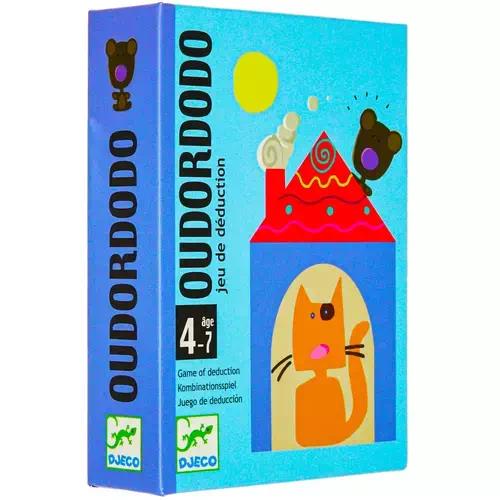 OUDORDODO
DJECO
OUDORDODO
jeu de déduction
âge
4-7
Game of deduction
Kombinationsspiel
Juego de deducción
DJECO